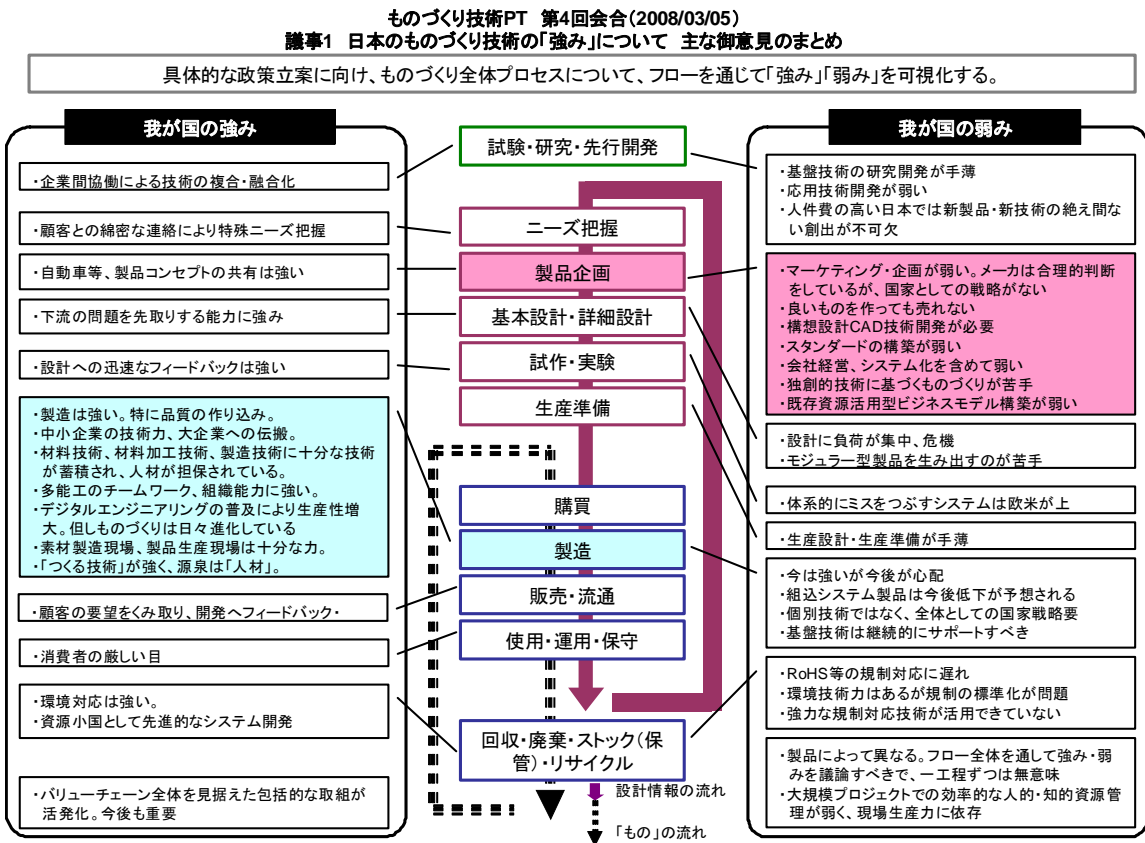 ものづくり技術PT 第4回会合(2008/03/05)
議事1 日本のものづくり技術の「強み」について 主な御意見のまとめ
具体的な政策立案に向け、ものづくり全体プロセスについて、フローを通じて「強み」「弱み」を可視化する。
我が国の強み
・企業間協働による技術の複合・融合化
・顧客との綿密な連絡により特殊ニーズ把握
・自動車等、製品コンセプトの共有は強い
・下流の問題を先取りする能力に強み
・設計への迅速なフィードバックは強い
・製造は強い。特に品質の作り込み。
・中小企業の技術力、大企業への伝搬。
・材料技術、材料加工技術、製造技術に十分な技術
が蓄積され、人材が担保されている。
・多能工のチームワーク、組織能力に強い。
・デジタルエンジニアリングの普及により生産性増
大。但しものづくりは日々進化している
・素材製造現場、製品生産現場は十分な力。
・「つくる技術」が強く、源泉は「人材」。
・顧客の要望をくみ取り、開発へフィードバック・
・消費者の厳しい目
・環境対応は強い。
・資源小国として先進的なシステム開発
・バリューチェーン全体を見据えた包括的な取組が
活発化。今後も重要
試験・研究・先行開発
ニーズ把握
製品企画
基本設計・詳細設計
試作・実験
生産準備
購買
製造
販売・流通
使用・運用・保守
回収・廃棄・ストック(保
管)・リサイクル
設計情報の流れ
「もの」の流れ
我が国の弱み
・基盤技術の研究開発が手薄
・応用技術開発が弱い
・人件費の高い日本では新製品・新技術の絶え間な
い創出が不可欠
・マーケティング・企画が弱い。メーカは合理的判断
をしているが、国家としての戦略がない
・良いものを作っても売れない
・構想設計CAD技術開発が必要
・スタンダードの構築が弱い
・会社経営、システム化を含めて弱い
・独創的技術に基づくものづくりが苦手
・既存資源活用型ビジネスモデル構築が弱い
・設計に負荷が集中、危機
・モジュラー型製品を生み出すのが苦手
・体系的にミスをつぶすシステムは欧米が上
・生産設計・生産準備が手薄
・今は強いが今後が心配
・組込システム製品は今後低下が予想される
・個別技術ではなく、全体としての国家戦略要
・基盤技術は継続的にサポートすべき
・RoHS等の規制対応に遅れ
・環境技術力はあるが規制の標準化が問題
・強力な規制対応技術が活用できていない
・製品によって異なる。フロー全体を通して強み・弱
みを議論すべきで、一工程ずつは無意味
・大規模プロジェクトでの効率的な人的・知的資源管
理が弱く、現場生産力に依存